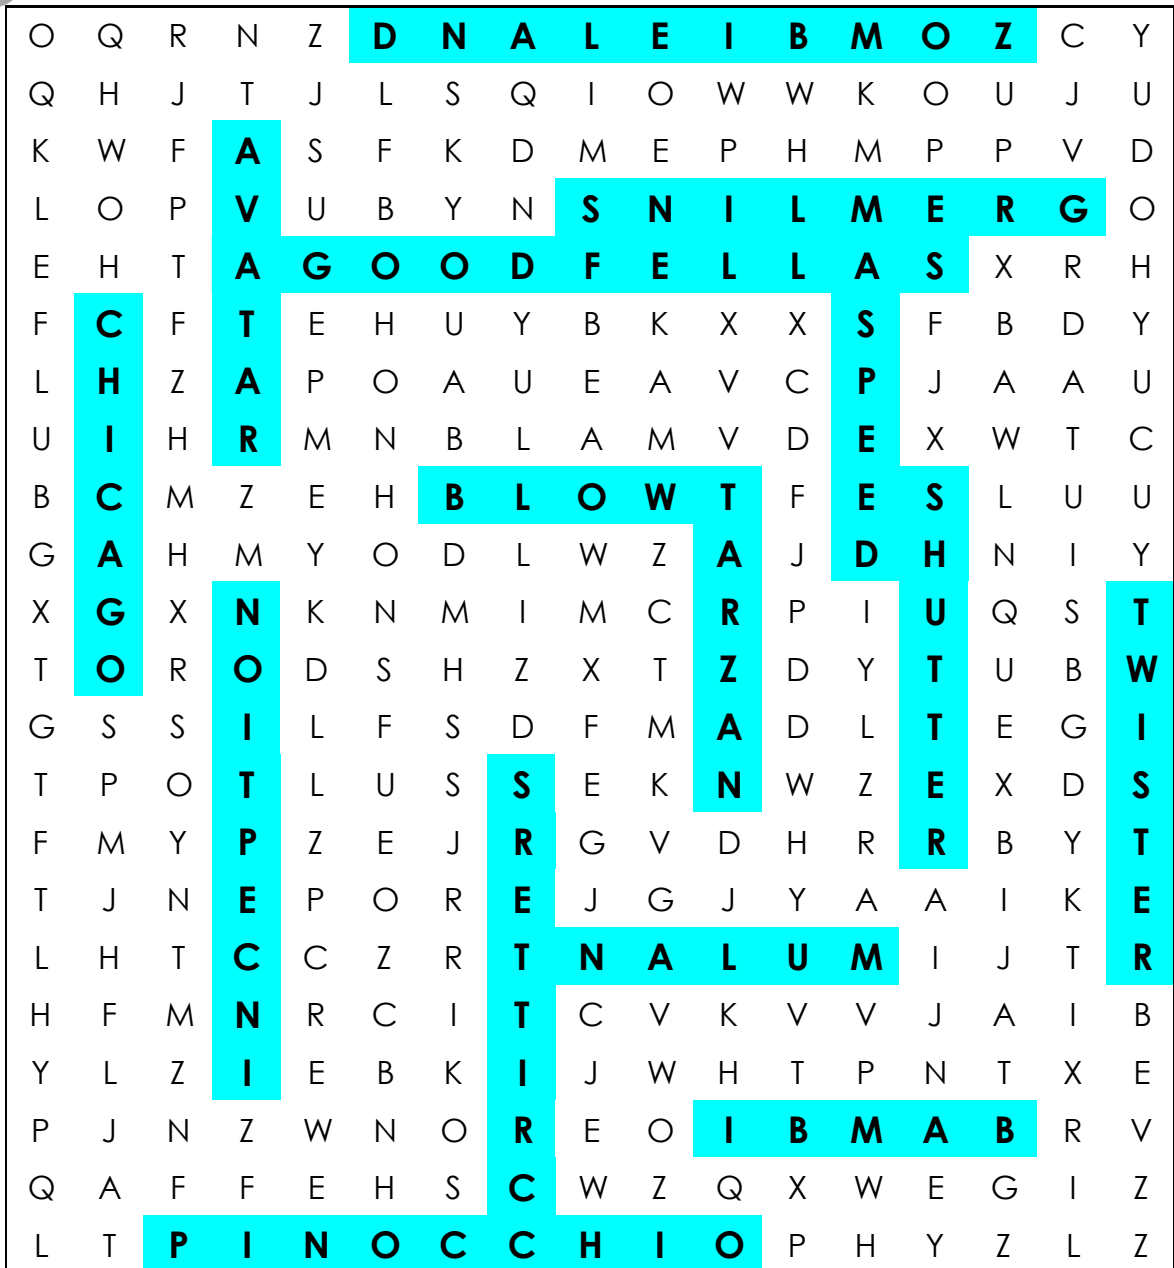 O Q R N Z D N A L E I B M O Z C Y
Q H J T J L S Q I O W W K O U J U
K W F A S F K D M E P H M P P V D
L O P V U B Y N S N I L M E R G O
E H T A G O O D F E L L A S X R H
F C F T E H U Y B K X X S F B D Y
L H Z A P O A U E A V C P J A A U
U I H R M N B L A M V D E X W T C
B C M Z E H B L O W T F E S L U U
G A H M Y O D L W Z A J D H N I Y
X G X N K N M I M C R P I U Q S T
T O R O D S H Z X T Z D Y T U B W
G S S I L F S D F M A D L T E G I
T P O T L U S S E K N W Z E X D S
F M Y P Z E J R G V D H R R B Y T
T J N E P O R E J G J Y A A I K E
L H T C C Z R T N A L U M I J T R
H F M N R C I T C V K V V J A I B
Y L Z I E B K I J W H T P N T X E
P J N Z W N O R E O I B M A B R V
Q A F F E H S C W Z Q X W E G I Z
L T P I N O C C H I O P H Y Z L Z